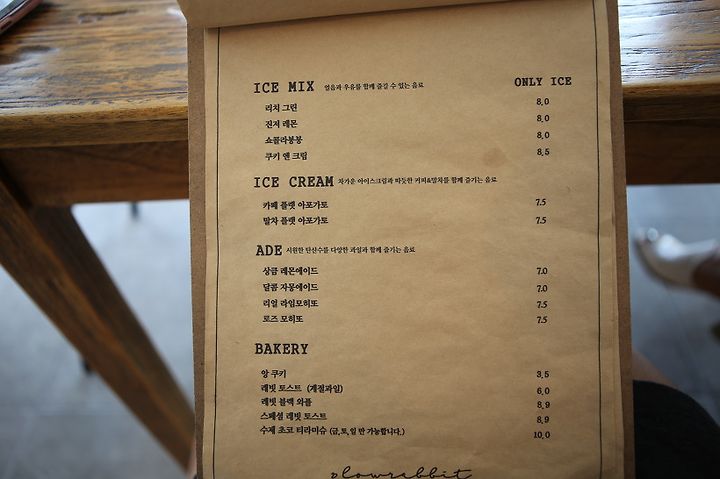 ICE MIX 얼음과 우유를 함께 즐길 수 있는 음료 ONLY ICE
리치 그린 8.0
진저 레몬 8.0
쇼콜라봉봉 8.0
쿠키 앤 크림 8.5
ICE CREAM 차가운 아이스크림과 따듯한 커피&말차를 함께 즐기는 음료
카페 플랫 아포가토 7.5
말차 플랫 아포가토 7.5
ADE 시원한 탄산수를 다양한 과일과 함께 즐기는 음료
상큼 레몬에이드 7.0
달콤 자몽에이드 7.0
리얼 라임모히또 7.5
로즈 모히또 7.5
BAKERY
앙 쿠키 3.5
래빗 토스트 (계절과일) 6.0
래빗 블랙 와플 8.9
스페셜 래빗 토스트 8.9
수제 초코 티라미슈 (금,토,일 만 가능합니다.) 10.0
plowrabbit